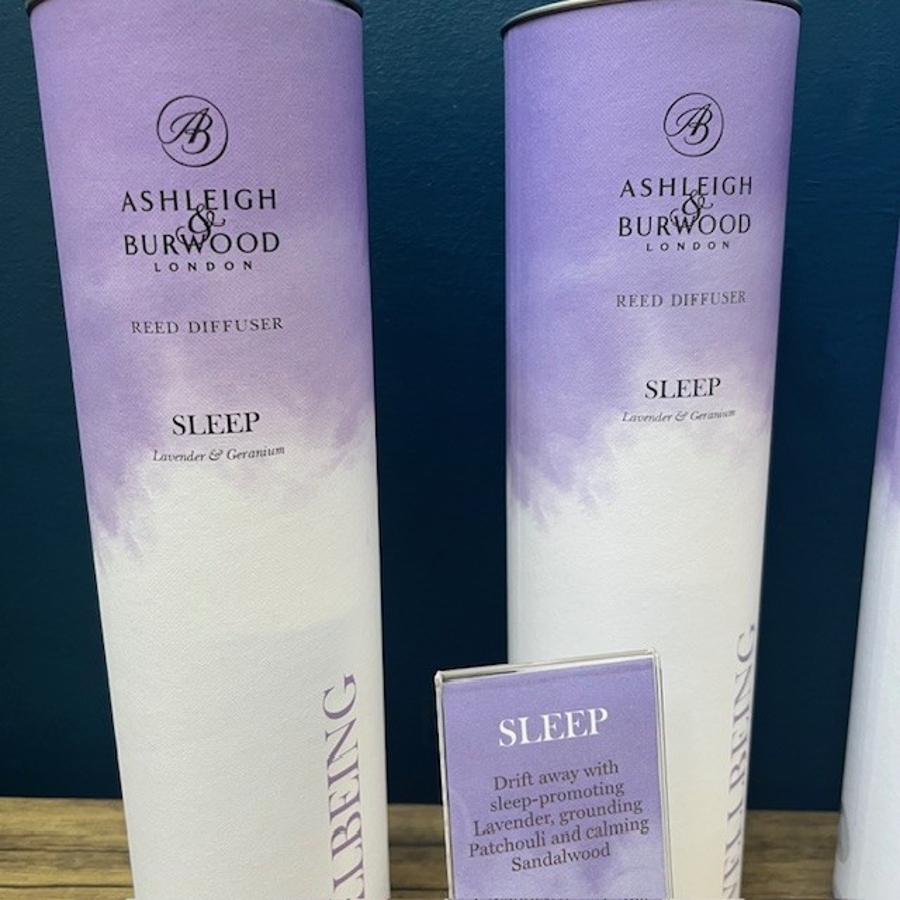 AB
ASHLEIGH
&
BURWOOD
LONDON
REED DIFFUSER
SLEEP
Lavender & Geranium
AB
ASHLEIGH
&
BURWOOD
LONDON
REED DIFFUSER
SLEEP
Lavender & Geranium
SLEEP
Drift away with
sleep-promoting
Lavender, grounding
Patchouli and calming
Sandalwood